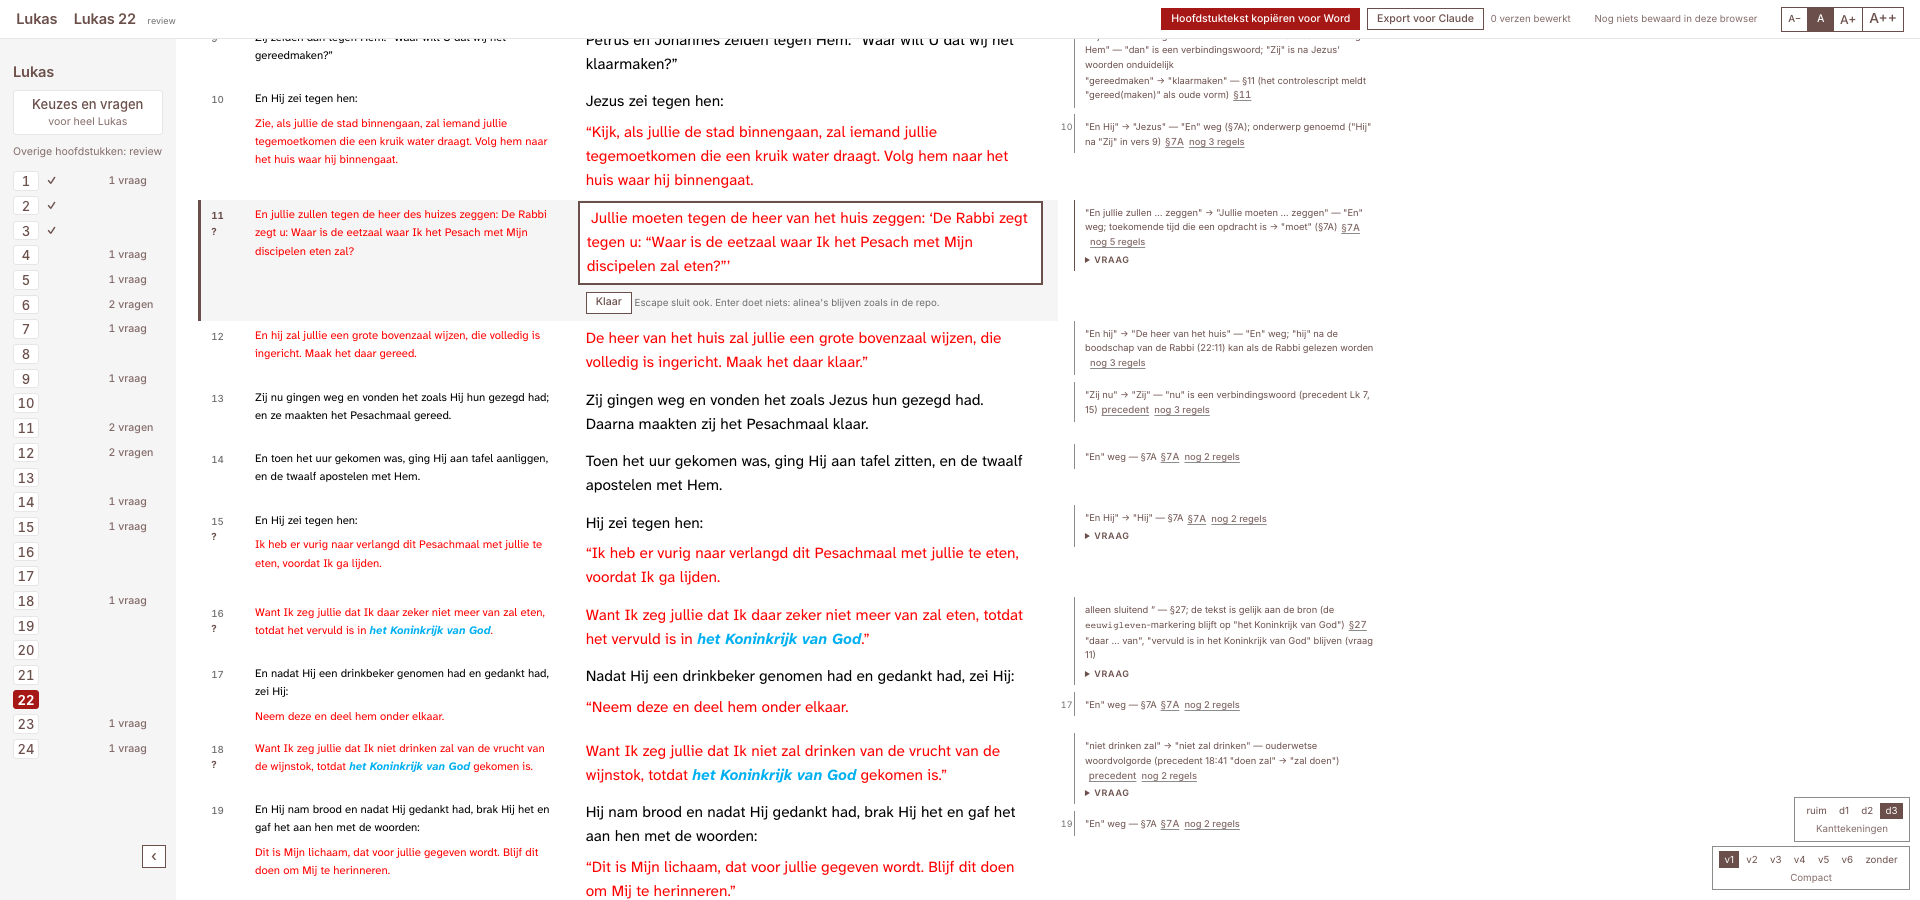 Lukas Lukas 22 review Hoofdstuktekst kopiëren voor Word Export voor Claude 0 verzen bewerkt Nog niets bewaard in deze browser A− A A+ A++
Lukas
Keuzes en vragen
voor heel Lukas
Overige hoofdstukken: review
1 ✓ 1 vraag
2 ✓
3 ✓
4 1 vraag
5 1 vraag
6 2 vragen
7 1 vraag
8
9 1 vraag
10
11 2 vragen
12 2 vragen
13
14 1 vraag
15 1 vraag
16
17
18 1 vraag
19
20
21
22
23 1 vraag
24 1 vraag
‹
gereedmaken?”
Petrus en Johannes zeiden tegen Hem: “Waar wilt U dat wij het
klaarmaken?”
Hem" — "dan" is een verbindingswoord; "Zij" is na Jezus'
woorden onduidelijk
"gereedmaken" → "klaarmaken" — §11 (het controlescript meldt
"gereed(maken)" als oude vorm) §11
10
En Hij zei tegen hen:
Zie, als jullie de stad binnengaan, zal iemand jullie
tegemoetkomen die een kruik water draagt. Volg hem naar
het huis waar hij binnengaat.
Jezus zei tegen hen:
“Kijk, als jullie de stad binnengaan, zal iemand jullie
tegemoetkomen die een kruik water draagt. Volg hem naar het
huis waar hij binnengaat.
10 "En Hij" → "Jezus" — "En" weg (§7A); onderwerp genoemd ("Hij"
na "Zij" in vers 9) §7A nog 3 regels
11
?
En jullie zullen tegen de heer des huizes zeggen: De Rabbi
zegt u: Waar is de eetzaal waar Ik het Pesach met Mijn
discipelen eten zal?
Jullie moeten tegen de heer van het huis zeggen: ‘De Rabbi zegt
tegen u: “Waar is de eetzaal waar Ik het Pesach met Mijn
discipelen zal eten?”’
Klaar Escape sluit ook. Enter doet niets: alinea's blijven zoals in de repo.
"En jullie zullen … zeggen" → "Jullie moeten … zeggen" — "En"
weg; toekomende tijd die een opdracht is → "moet" (§7A) §7A
nog 5 regels
▶ VRAAG
12
En hij zal jullie een grote bovenzaal wijzen, die volledig is
ingericht. Maak het daar gereed.
De heer van het huis zal jullie een grote bovenzaal wijzen, die
volledig is ingericht. Maak het daar klaar.”
"En hij" → "De heer van het huis" — "En" weg; "hij" na de
boodschap van de Rabbi (22:11) kan als de Rabbi gelezen worden
nog 3 regels
13
Zij nu gingen weg en vonden het zoals Hij hun gezegd had;
en ze maakten het Pesachmaal gereed.
Zij gingen weg en vonden het zoals Jezus hun gezegd had.
Daarna maakten zij het Pesachmaal klaar.
"Zij nu" → "Zij" — "nu" is een verbindingswoord (precedent Lk 7,
15) precedent nog 3 regels
14
En toen het uur gekomen was, ging Hij aan tafel aanliggen,
en de twaalf apostelen met Hem.
Toen het uur gekomen was, ging Hij aan tafel zitten, en de twaalf
apostelen met Hem.
"En" weg — §7A §7A nog 2 regels
15
?
En Hij zei tegen hen:
Ik heb er vurig naar verlangd dit Pesachmaal met jullie te
eten, voordat Ik ga lijden.
Hij zei tegen hen:
“Ik heb er vurig naar verlangd dit Pesachmaal met jullie te eten,
voordat Ik ga lijden.
"En Hij" → "Hij" — §7A §7A nog 2 regels
▶ VRAAG
16
?
Want Ik zeg jullie dat Ik daar zeker niet meer van zal eten,
totdat het vervuld is in het Koninkrijk van God.
Want Ik zeg jullie dat Ik daar zeker niet meer van zal eten, totdat
het vervuld is in het Koninkrijk van God.”
alleen sluitend ” — §27; de tekst is gelijk aan de bron (de
eeuwigleven-markering blijft op "het Koninkrijk van God") §27
"daar … van", "vervuld is in het Koninkrijk van God" blijven (vraag
11)
▶ VRAAG
17
En nadat Hij een drinkbeker genomen had en gedankt had,
zei Hij:
Neem deze en deel hem onder elkaar.
Nadat Hij een drinkbeker genomen had en gedankt had, zei Hij:
“Neem deze en deel hem onder elkaar.
17 "En" weg — §7A §7A nog 2 regels
18
?
Want Ik zeg jullie dat Ik niet drinken zal van de vrucht van
de wijnstok, totdat het Koninkrijk van God gekomen is.
Want Ik zeg jullie dat Ik niet zal drinken van de vrucht van de
wijnstok, totdat het Koninkrijk van God gekomen is.”
"niet drinken zal" → "niet zal drinken" — ouderwetse
woordvolgorde (precedent 18:41 "doen zal" → "zal doen")
precedent nog 2 regels
▶ VRAAG
19
En Hij nam brood en nadat Hij gedankt had, brak Hij het en
gaf het aan hen met de woorden:
Dit is Mijn lichaam, dat voor jullie gegeven wordt. Blijf dit
doen om Mij te herinneren.
Hij nam brood en nadat Hij gedankt had, brak Hij het en gaf het
aan hen met de woorden:
“Dit is Mijn lichaam, dat voor jullie gegeven wordt. Blijf dit doen
om Mij te herinneren.”
19 "En" weg — §7A §7A nog 2 regels
ruim d1 d2 d3
Kanttekeningen
v1 v2 v3 v4 v5 v6 zonder
Compact